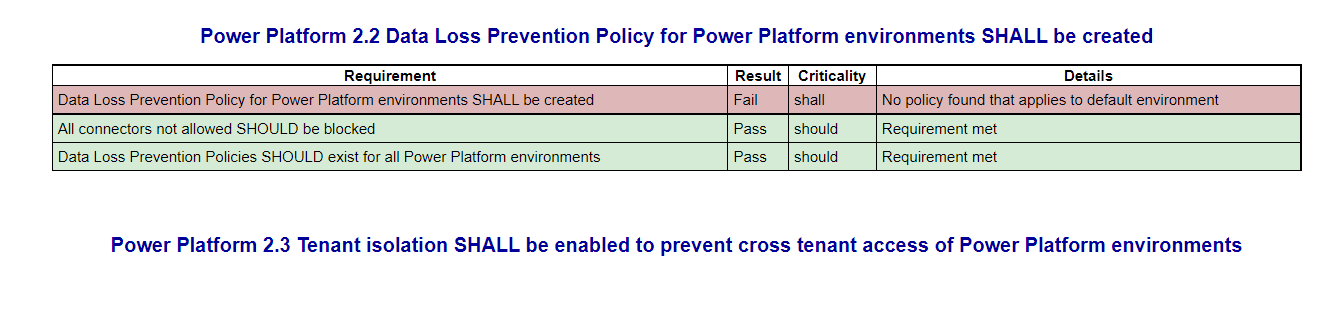 Power Platform 2.2 Data Loss Prevention Policy for Power Platform environments SHALL be created
Requirement Result Criticality Details
Data Loss Prevention Policy for Power Platform environments SHALL be created Fail shall No policy found that applies to default environment
All connectors not allowed SHOULD be blocked Pass should Requirement met
Data Loss Prevention Policies SHOULD exist for all Power Platform environments Pass should Requirement met
Power Platform 2.3 Tenant isolation SHALL be enabled to prevent cross tenant access of Power Platform environments